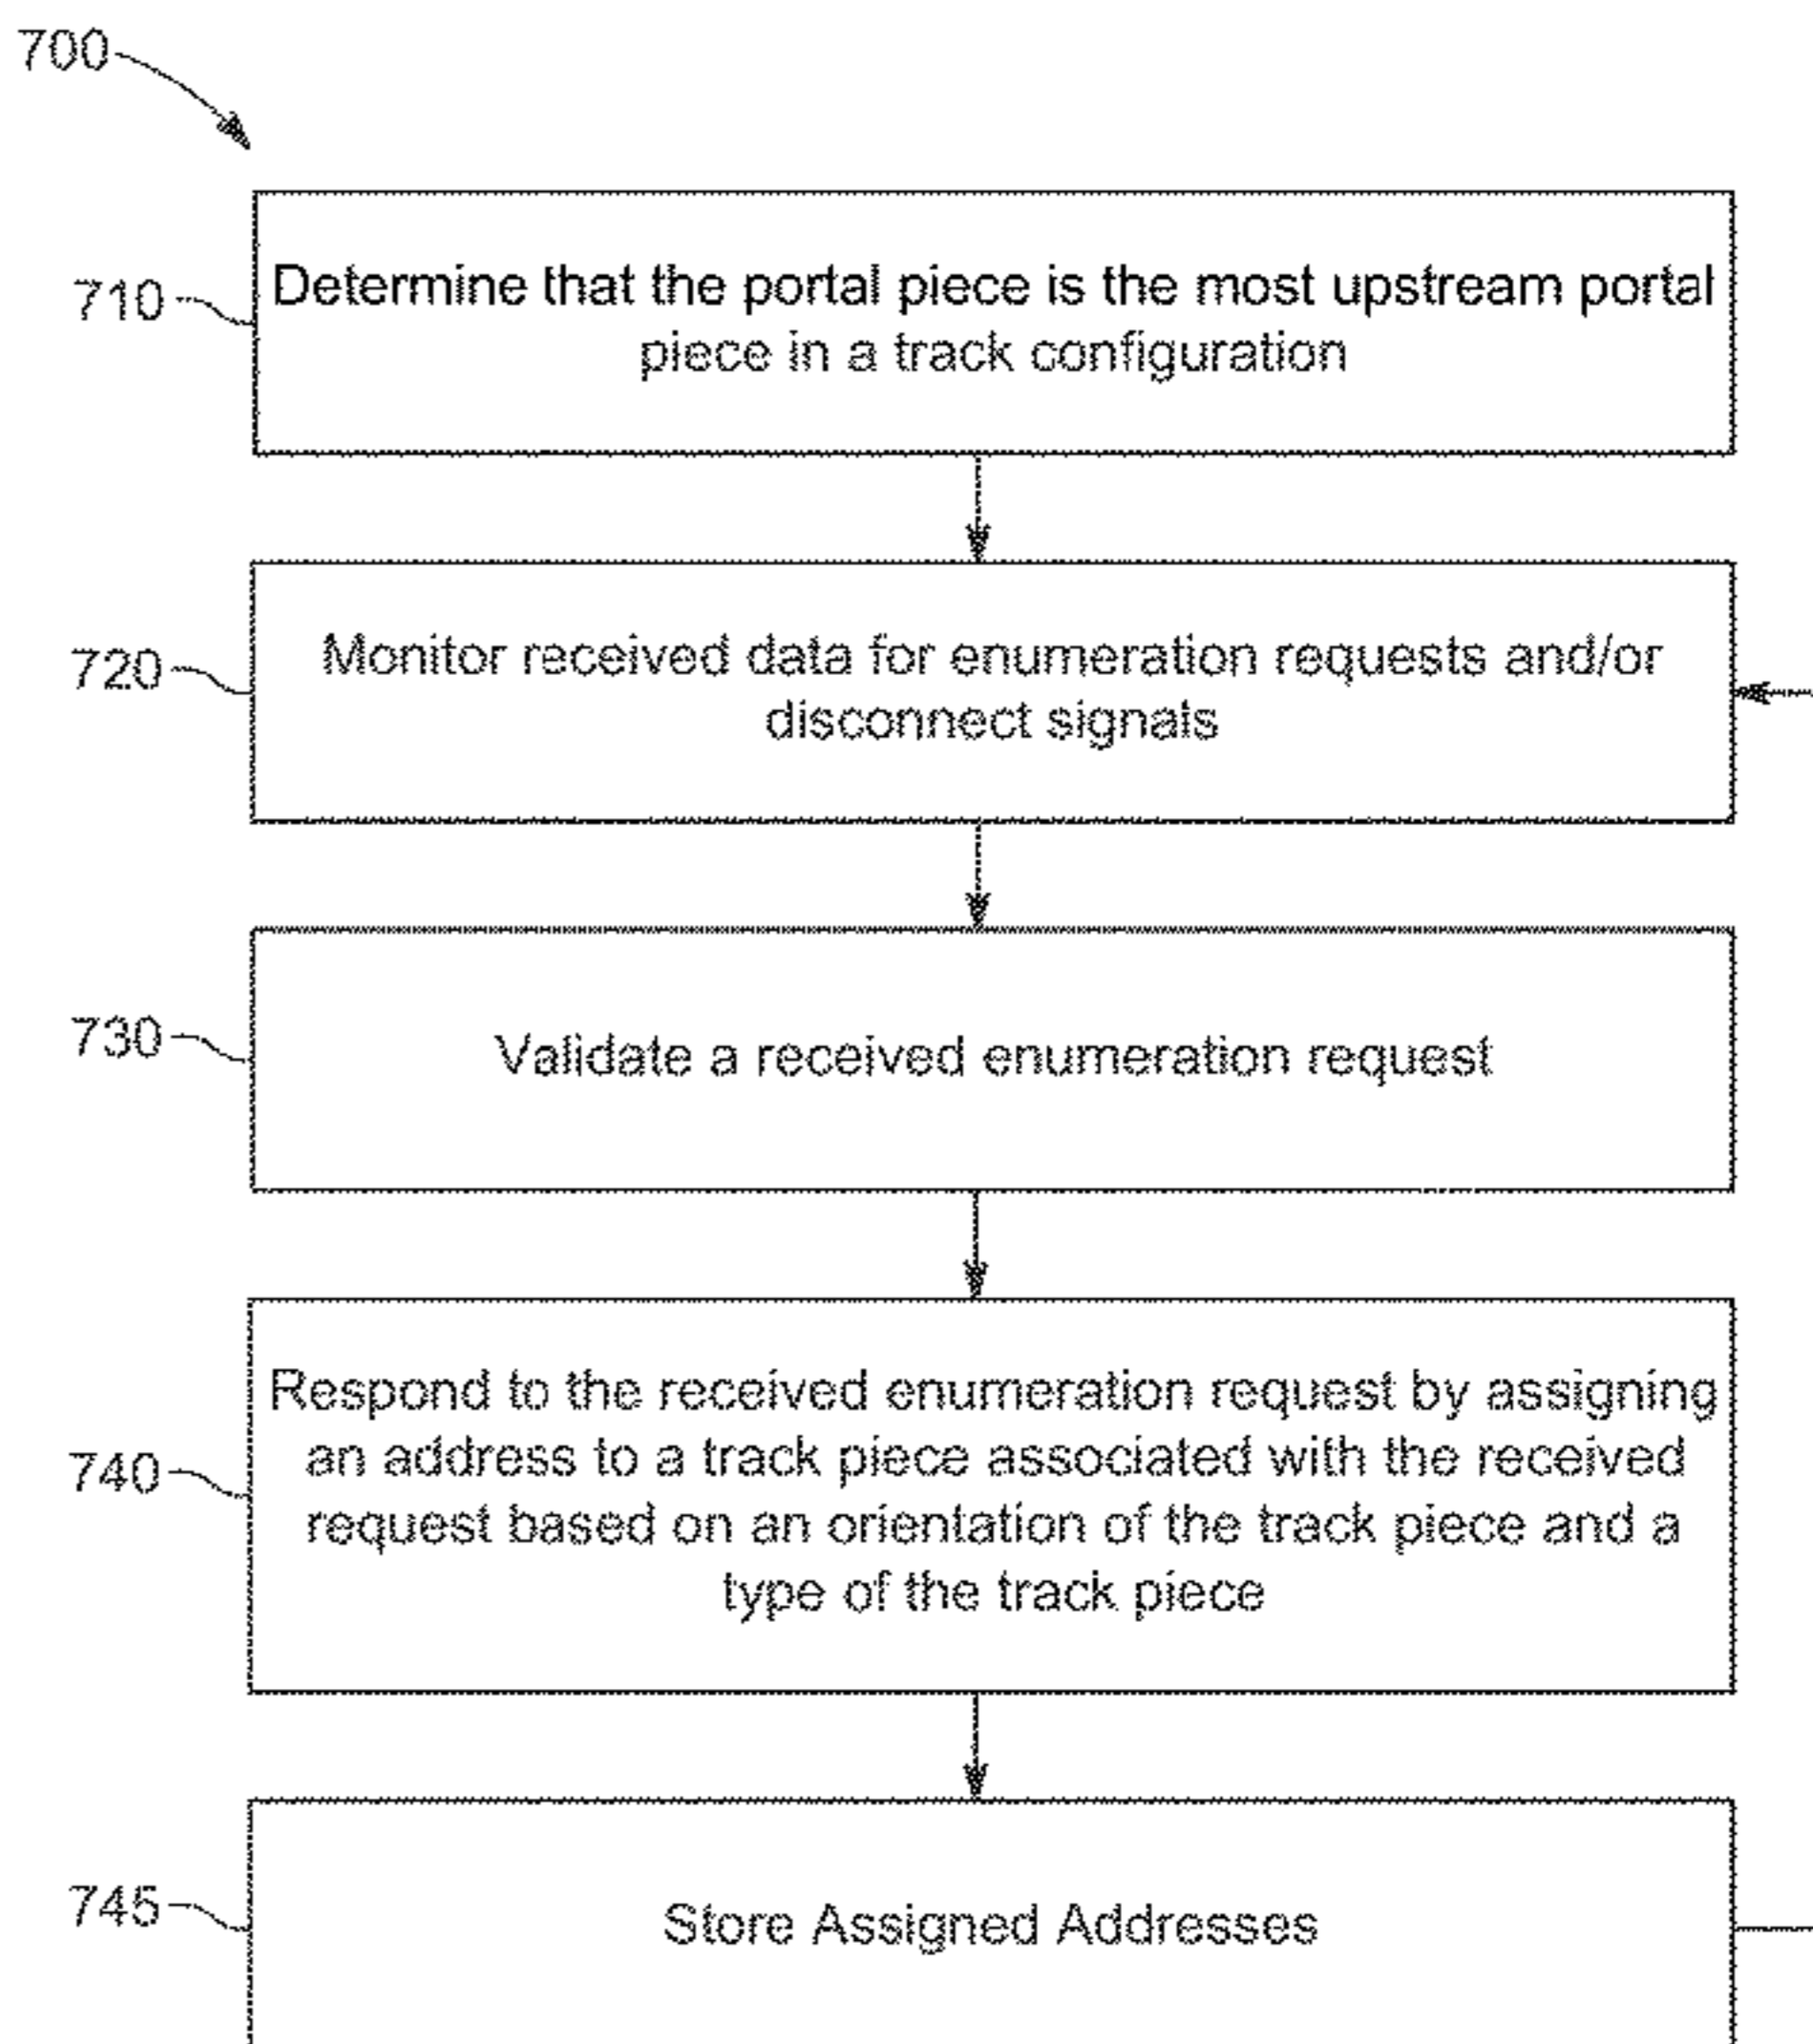 700
710
Determine that the portal piece is the most upstream portal
piece in a track configuration
720
Monitor received data for enumeration requests and/or
disconnect signals
730
Validate a received enumeration request
740
Respond to the received enumeration request by assigning
an address to a track piece associated with the received
request based on an orientation of the track piece and a
type of the track piece
745
Store Assigned Addresses